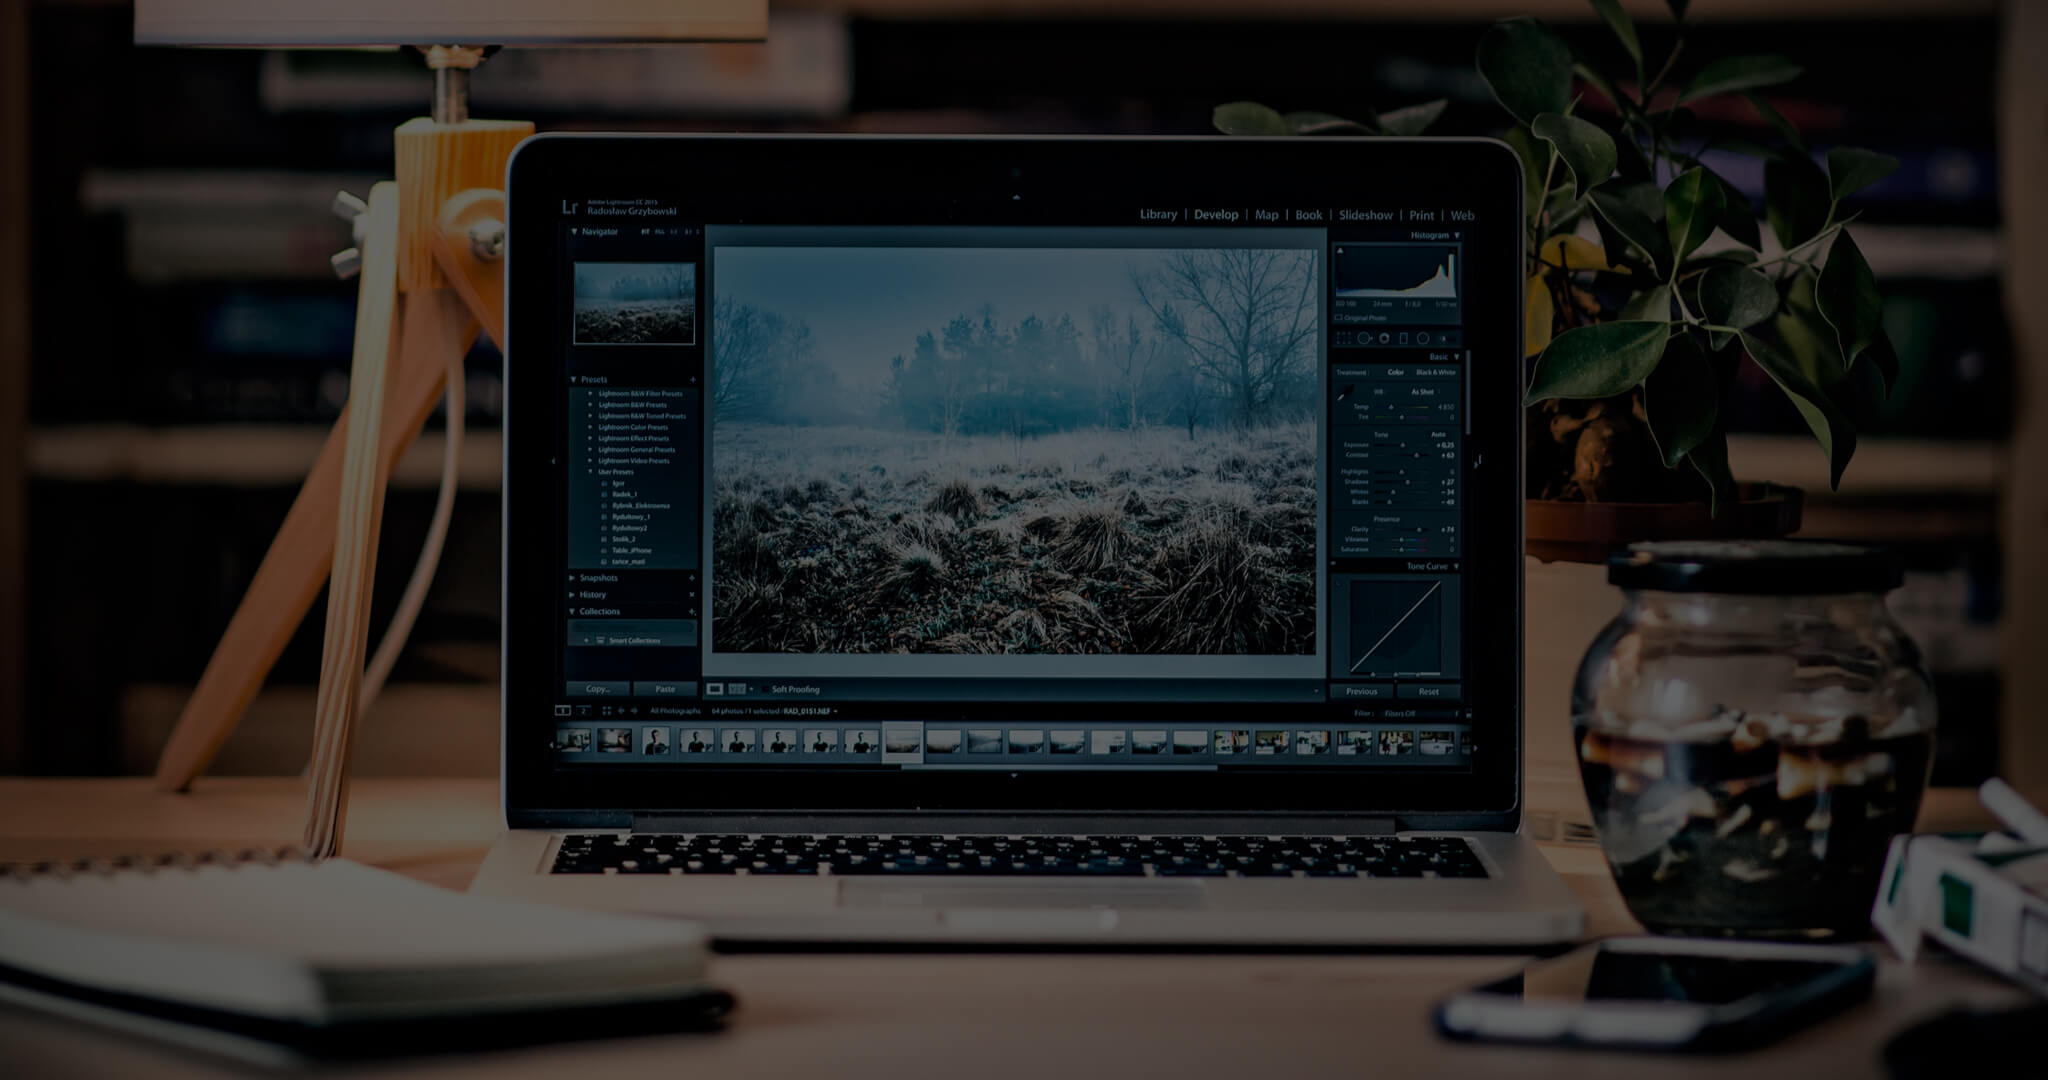 Lr
Adobe Lightroom CC 2015
Radosław Grzybowski
Library | Develop | Map | Book | Slideshow | Print | Web
Navigator
FIT FILL 1:1
Presets
Lightroom B&W Filter Presets
Lightroom B&W Presets
Lightroom B&W Toned Presets
Lightroom Color Presets
Lightroom Effect Presets
Lightroom General Presets
Lightroom Video Presets
User Presets
Igor
Radek_1
Rybnik_Elektrownia
Rydultowy_1
Rydultowy2
Stolik_2
Table_iPhone
Snapshots
History
Collections
Smart Collections
Copy...
Paste
Soft Proofing
Histogram
ISO 100 24 mm f / 8,0
Original Photo
Basic
Treatment : Color Black & White
WB : As Shot
Temp 4 850
Tint 0
Tone Auto
Exposure + 0,25
Contrast + 63
Highlights 0
Shadows + 27
Whites - 34
Blacks - 49
Presence
Clarity + 74
Vibrance 0
Saturation 0
Tone Curve
Previous
Reset
1 2 All Photographs 64 photos / 1 selected / RAD_0151.NEF
Filter : Filters Off